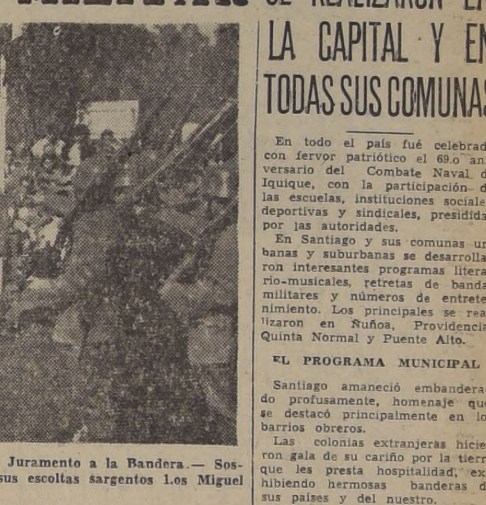 LA CAPITAL Y EN
TODAS SUS COMUNAS
En todo el país fué celebrad
con fervor patriótico el 69.o ani
versario del Combate Naval d
Iquique, con la participación d
las escuelas, instituciones sociale
deportivas y sindicales, presidida
por las autoridades.
En Santiago y sus comunas ur
banas y suburbanas se desarrolla
ron interesantes programas litera
rio-musicales, retretas de banda
militares y números de entrete
nimiento. Los principales se rea
lizaron en Ñuñoa, Providencia
Quinta Normal y Puente Alto.
EL PROGRAMA MUNICIPAL
Santiago amaneció embandera
do profusamente, homenaje que
se destacó principalmente en lo
barrios obreros.
Las colonias extranjeras hicie
ron gala de su cariño por la tierr
que les presta hospitalidad, ex
hibiendo hermosas banderas d
sus países y del nuestro.
Juramento a la Bandera.— Sos-
sus escoltas sargentos 1.os Miguel